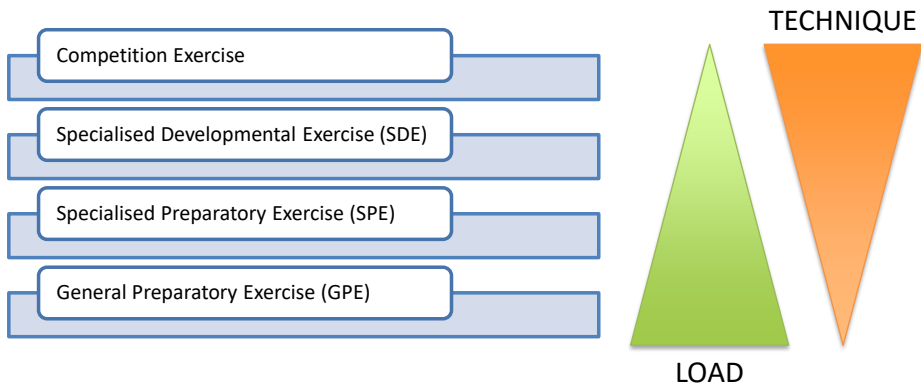 TECHNIQUE
Competition Exercise
Specialised Developmental Exercise (SDE)
Specialised Preparatory Exercise (SPE)
General Preparatory Exercise (GPE)
LOAD